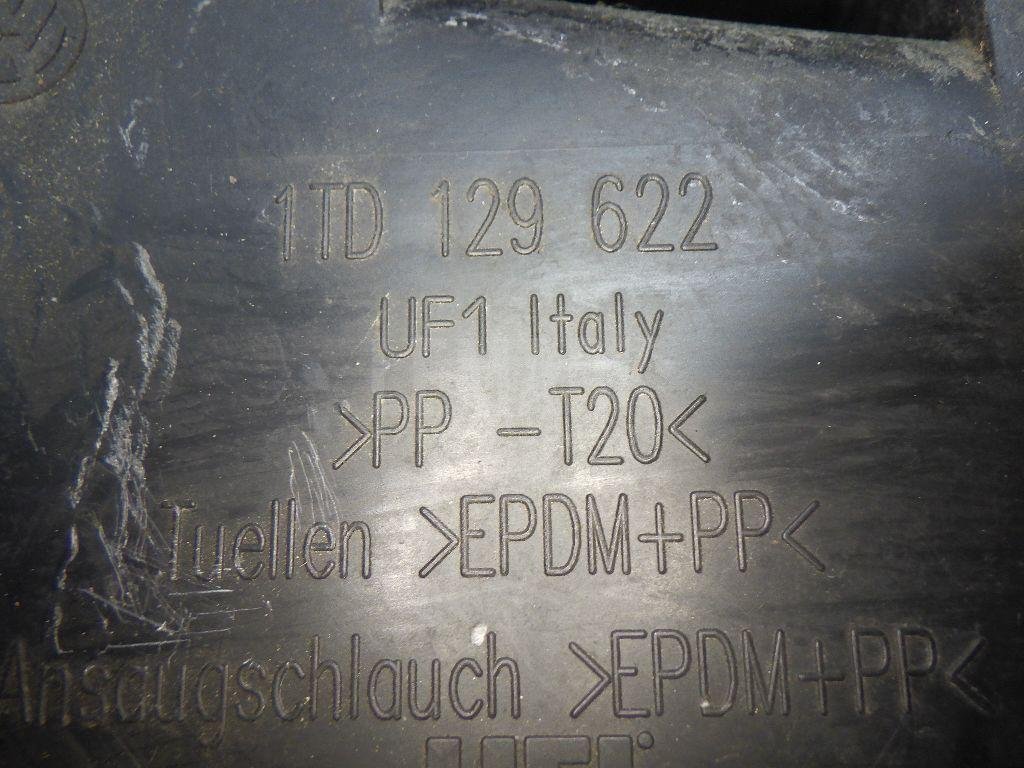 1TD 129 622
UF1 Italy
>PP -T20<
Tuellen >EPDM+PP<
Ansaugschlauch >EPDM+PP<